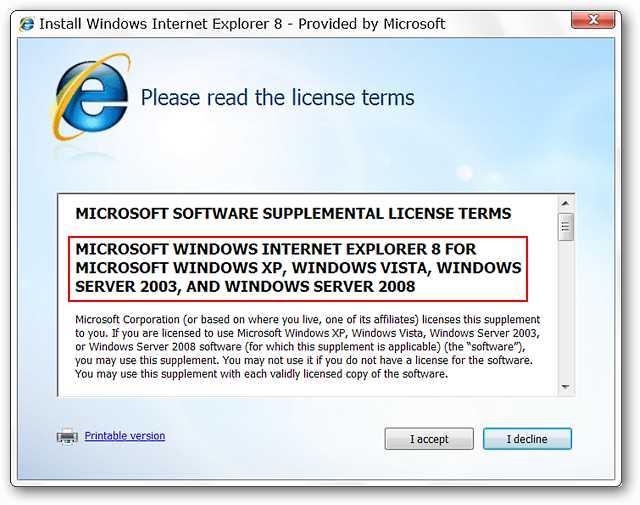 Install Windows Internet Explorer 8 - Provided by Microsoft
Please read the license terms
MICROSOFT SOFTWARE SUPPLEMENTAL LICENSE TERMS
MICROSOFT WINDOWS INTERNET EXPLORER 8 FOR
MICROSOFT WINDOWS XP, WINDOWS VISTA, WINDOWS
SERVER 2003, AND WINDOWS SERVER 2008
Microsoft Corporation (or based on where you live, one of its affiliates) licenses this supplement
to you. If you are licensed to use Microsoft Windows XP, Windows Vista, Windows Server 2003,
or Windows Server 2008 software (for which this supplement is applicable) (the “software”),
you may use this supplement. You may not use it if you do not have a license for the software.
You may use this supplement with each validly licensed copy of the software.
Printable version
I accept
I decline